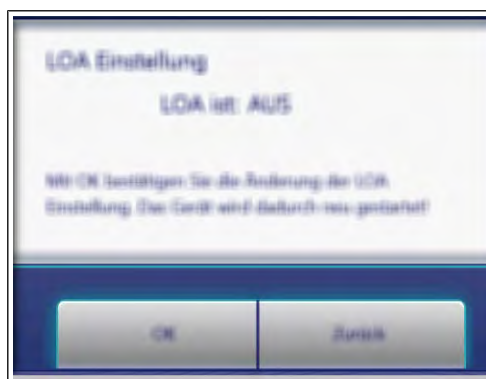 LOA Einstellung
LOA ist: AUS
Mit OK bestätigen Sie die Änderung der LOA
Einstellung. Das Gerät wird dadurch neu gestartet!
OK
Zurück